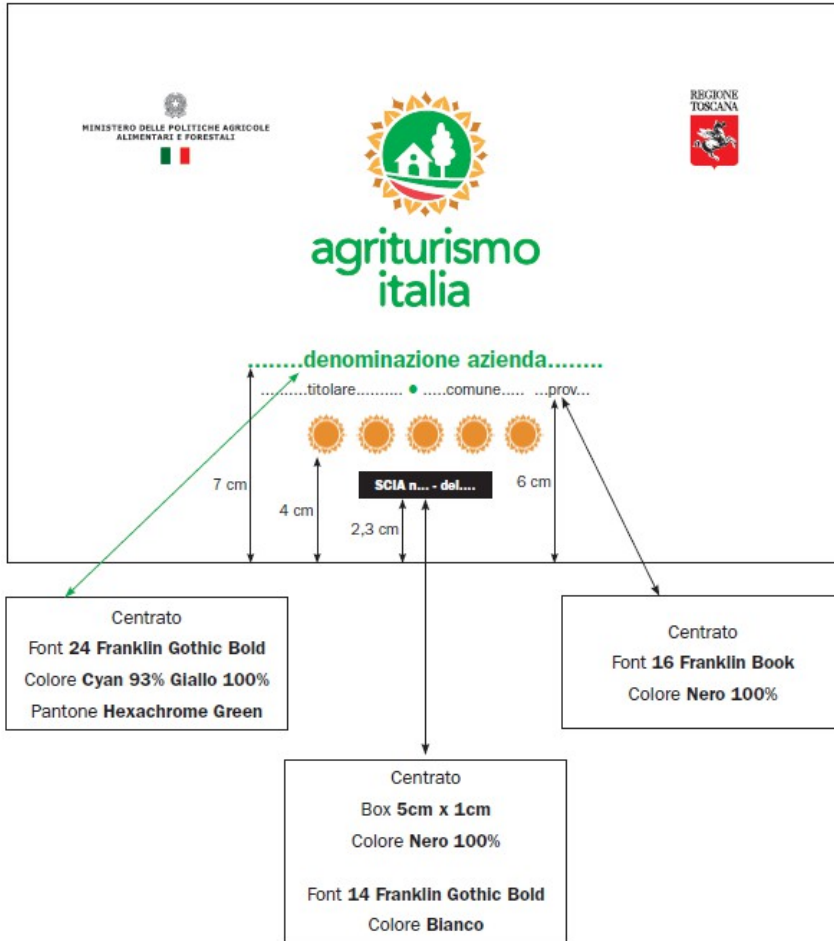 MINISTERO DELLE POLITICHE AGRICOLE
ALIMENTARI E FORESTALI
REGIONE
TOSCANA
agriturismo
italia
........denominazione azienda........
..........titolare.......... • .....comune..... ...prov...
7 cm
4 cm
SCIA n... - del....
2,3 cm
6 cm
Centrato
Font 24 Franklin Gothic Bold
Colore Cyan 93% Giallo 100%
Pantone Hexachrome Green
Centrato
Font 16 Franklin Book
Colore Nero 100%
Centrato
Box 5cm x 1cm
Colore Nero 100%
Font 14 Franklin Gothic Bold
Colore Bianco